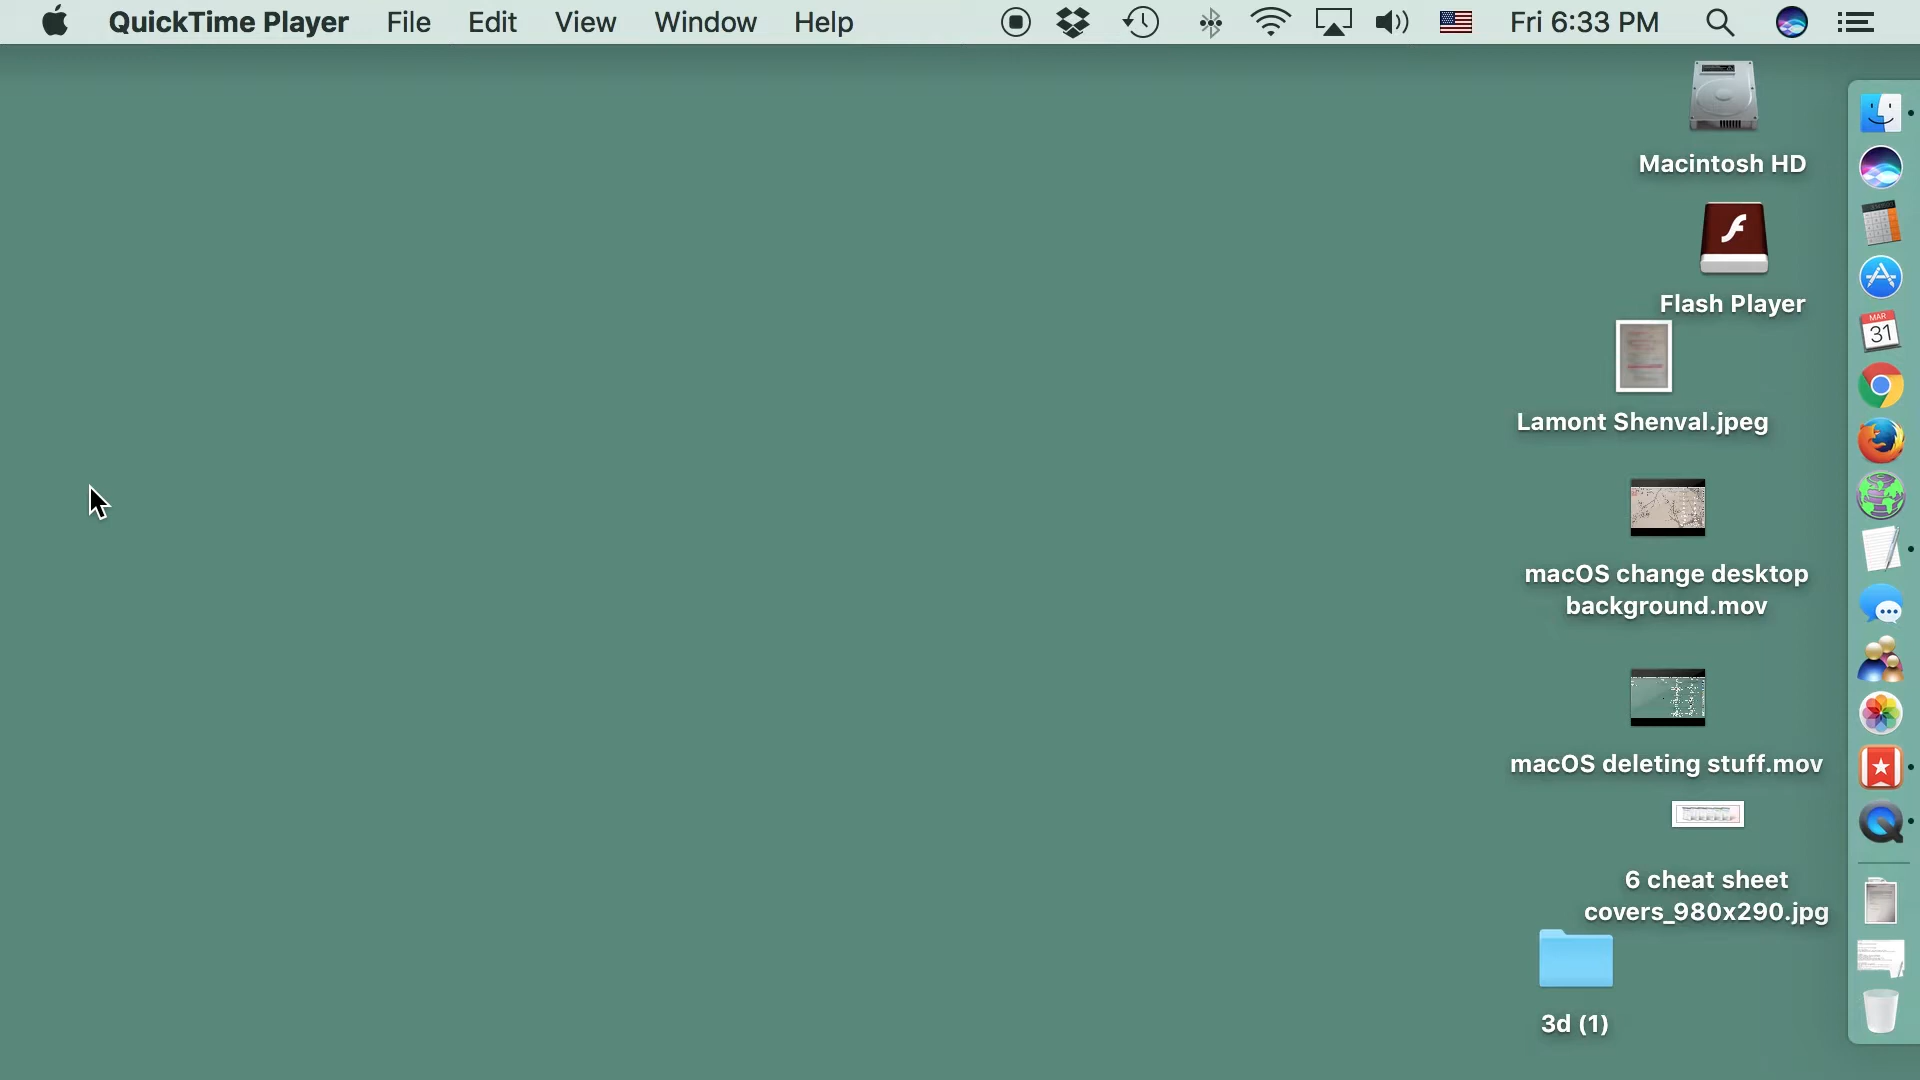 QuickTime Player File Edit View Window Help Fri 6:33 PM
Macintosh HD
Flash Player
MAR
31
Lamont Shenval.jpeg
macOS change desktop
background.mov
macOS deleting stuff.mov
6 cheat sheet
covers_980x290.jpg
3d (1)